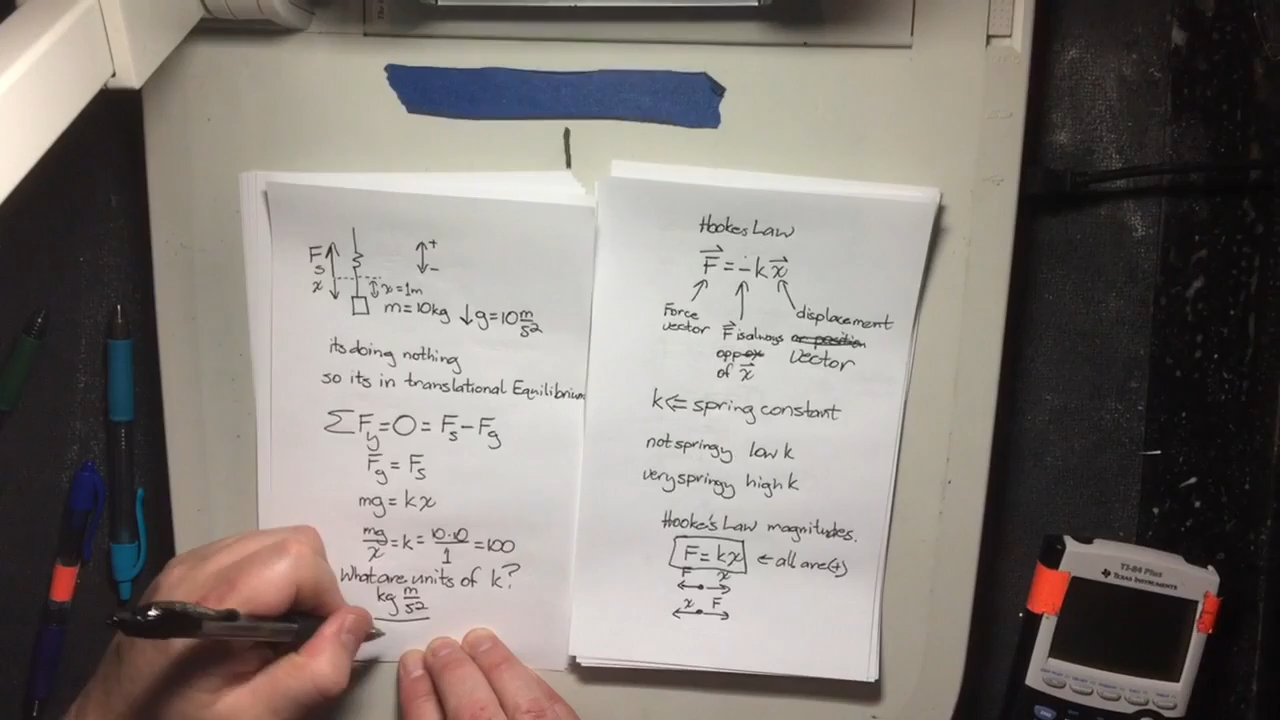 F
s
x
+
-
x=1m
m=10kg ↓g=10 m/s2
its doing nothing
so its in translational Equilibrium
ΣFy=0=Fs-Fg
Fg=Fs
mg=kx
mg/x=k=10·10/1=100
What are units of k?
kg m/s2
Hookes Law
F=-kx
Force
vector
F is always
opp
of x
displacement
or position
vector
k⇐spring constant
not springy low k
very springy high k
Hooke's Law magnitudes.
F=kx ←all are(+)
F x
x F
TI-84 Plus
TEXAS INSTRUMENTS